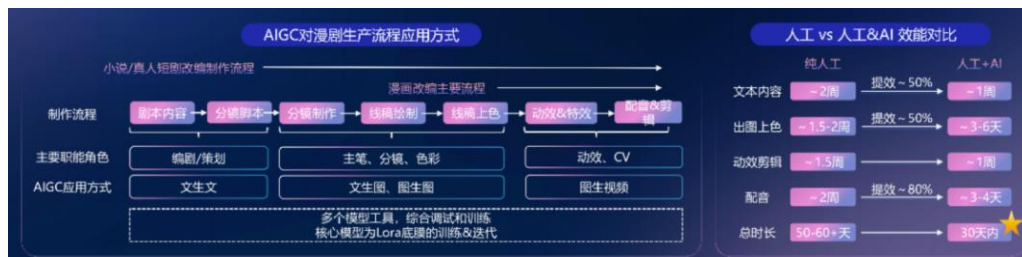 AIGC对漫剧生产流程应用方式
小说/真人短剧改编制作流程
漫画改编主要流程
制作流程
剧本内容
分镜脚本
分镜制作
线稿绘制
线稿上色
动效&特效
配音&剪
辑
主要职能角色
编剧/策划
主笔、分镜、色彩
动效、CV
AIGC应用方式
文生文
文生图、图生图
图生视频
多个模型工具，综合调试和训练
核心模型为Lora底膜的训练&迭代
人工 vs 人工&AI 效能对比
纯人工
人工+AI
文本内容
~2周
提效~50%
~1周
出图上色
~1.5-2周
提效~50%
~3-6天
动效剪辑
~1.5周
~1周
配音
~2周
提效~80%
~3-4天
总时长
50-60+天
30天内